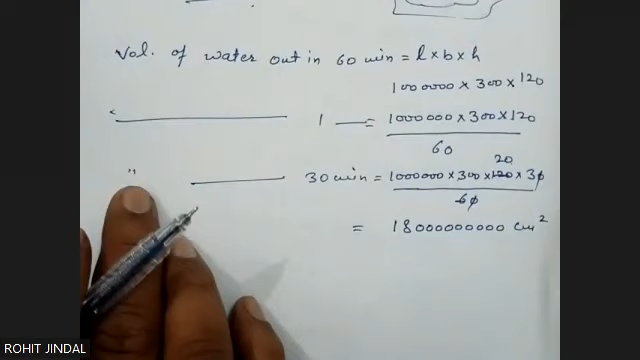 Vol. of water out in 60 min = l × b × h
1000000 × 300 × 120
" ——— 1 —— = 1000000 × 300 × 120
60
20
" ——— 30 min = 1000000 × 300 × 120 × 30
60
= 18000000000 cm²
ROHIT JINDAL